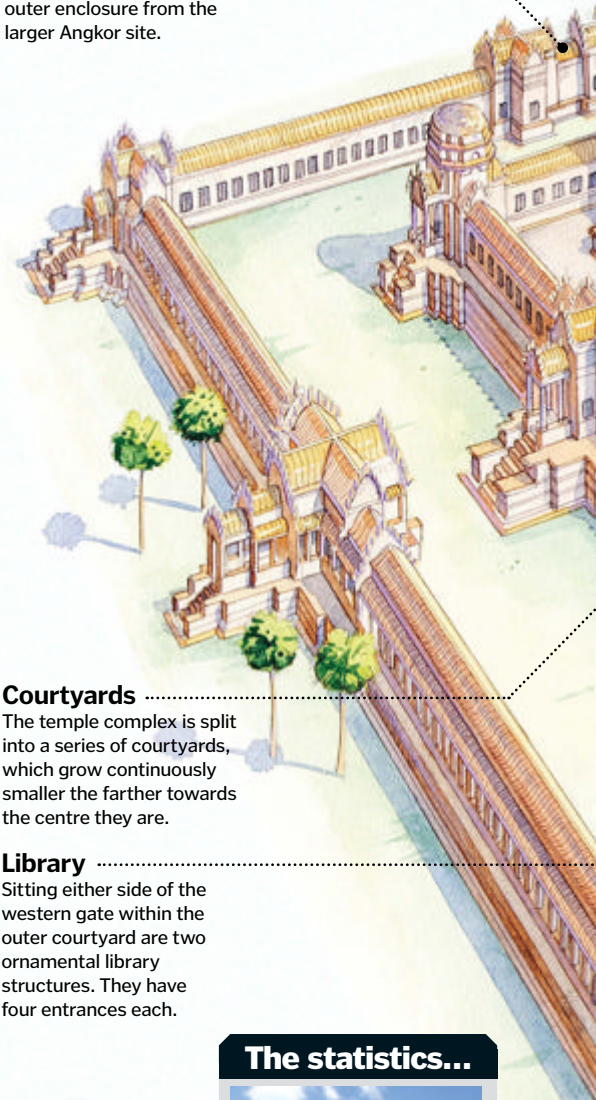 outer enclosure from the
larger Angkor site.
Courtyards
The temple complex is split
into a series of courtyards,
which grow continuously
smaller the farther towards
the centre they are.
Library
Sitting either side of the
western gate within the
outer courtyard are two
ornamental library
structures. They have
four entrances each.
The statistics...